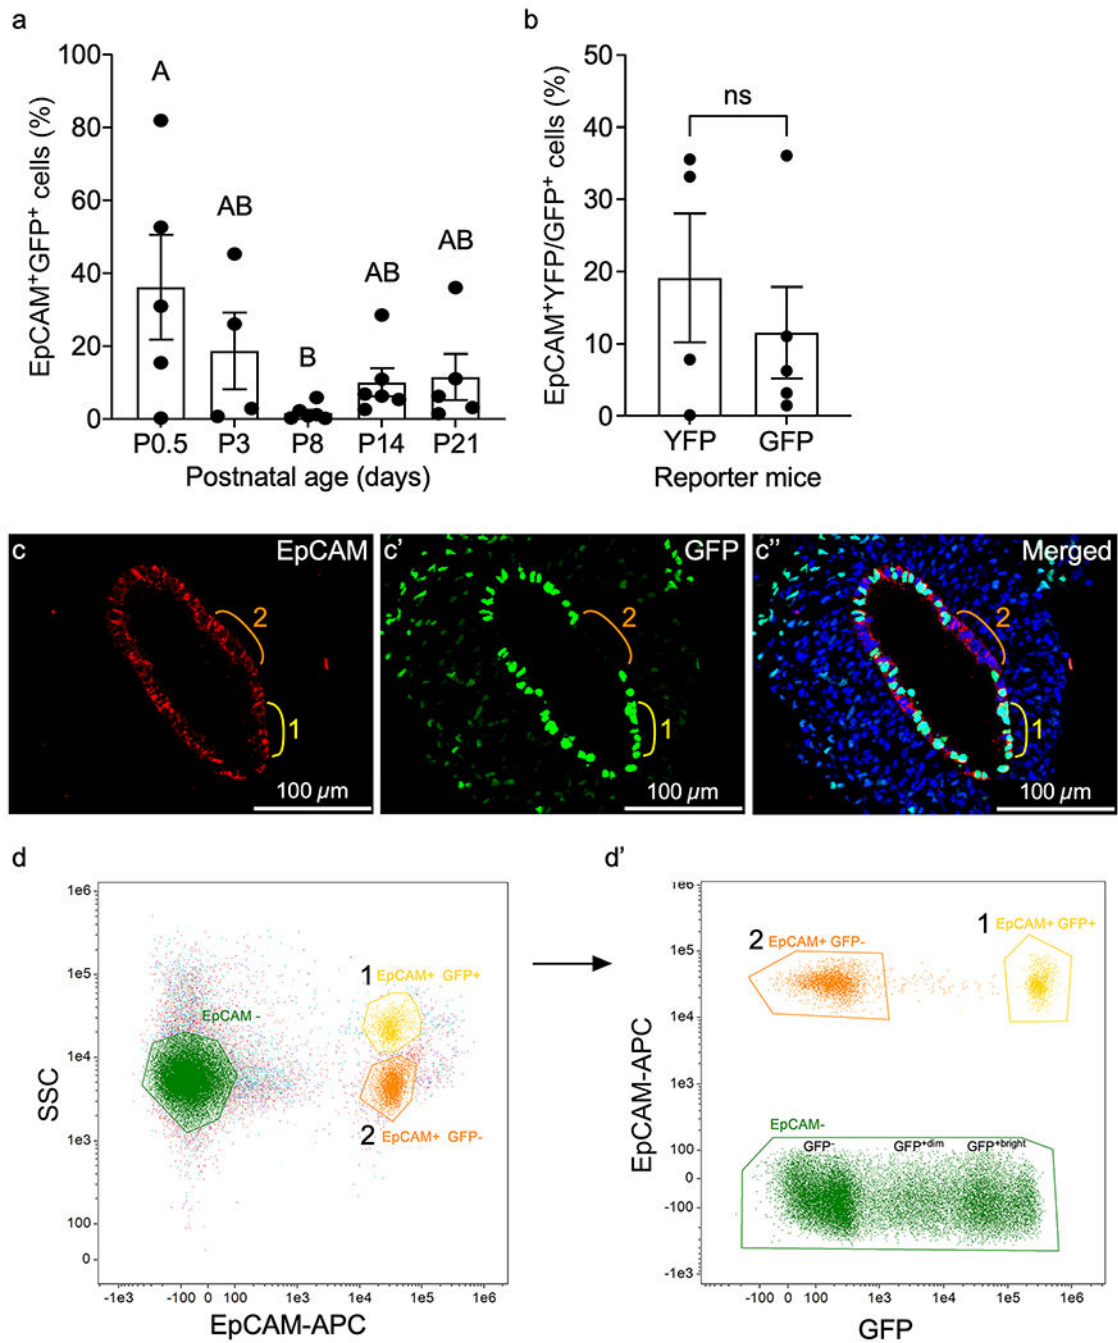 a
100
80
60
40
20
0
EpCAM⁺GFP⁺ cells (%)
A
AB
B
AB
AB
P0.5 P3 P8 P14 P21
Postnatal age (days)
b
50
40
30
20
10
0
EpCAM⁺YFP/GFP⁺ cells (%)
ns
YFP GFP
Reporter mice
c EpCAM
2
1
100 µm
c' GFP
2
1
100 µm
c'' Merged
2
1
100 µm
d
1e6
1e5
1e4
1e3
100
0
SSC
1 EpCAM+ GFP+
EpCAM -
2 EpCAM+ GFP-
-1e3 -100 0 100 1e3 1e4 1e5 1e6
EpCAM-APC
d'
1e6
1e5
1e4
1e3
100
0
-100
-1e3
EpCAM-APC
2 EpCAM+ GFP-
1 EpCAM+ GFP+
EpCAM-
GFP⁻ GFP⁺ᵈⁱᵐ GFP⁺ᵇʳⁱᵍʰᵗ
-100 0 100 1e3 1e4 1e5 1e6
GFP